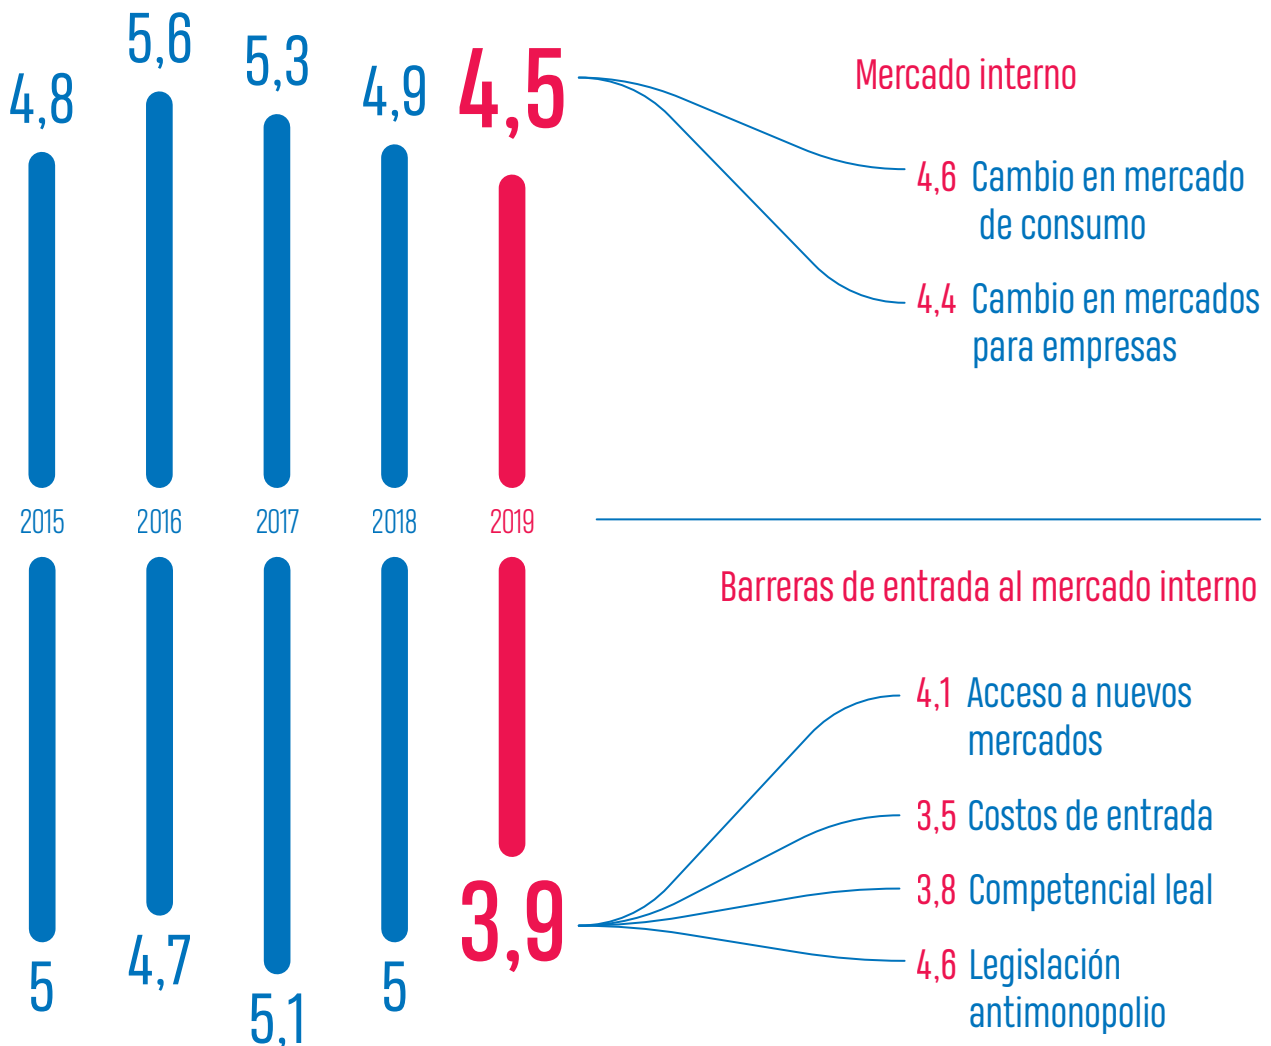 4,8
5,6
5,3
4,9
4,5
Mercado interno
4,6 Cambio en mercado
de consumo
4,4 Cambio en mercados
para empresas
2015
2016
2017
2018
2019
Barreras de entrada al mercado interno
4,1 Acceso a nuevos
mercados
3,5 Costos de entrada
3,8 Competencial leal
4,6 Legislación
antimonopolio
5
4,7
5,1
5
3,9